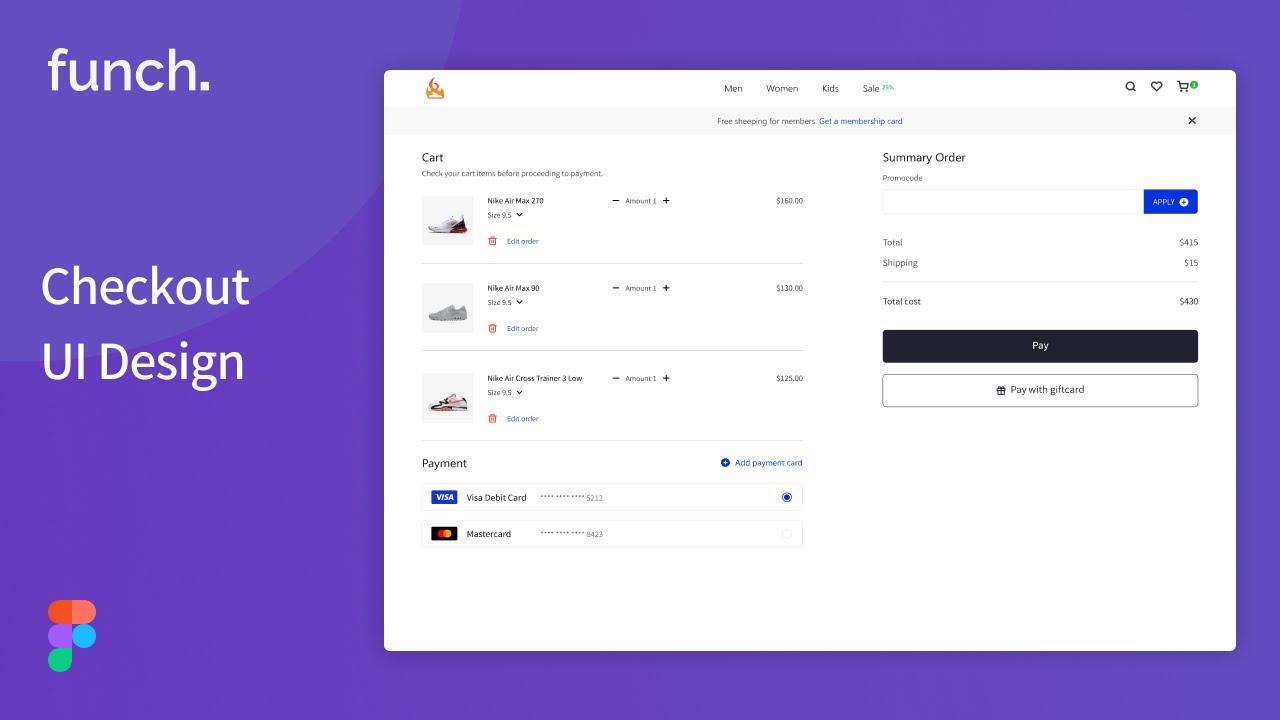 funch.
Checkout
UI Design
Men Women Kids Sale 25%
3
Free sheeping for members. Get a membership card
Cart
Check your cart items before proceeding to payment.
Nike Air Max 270 Amount 1 $160.00
Size 9.5
Edit order
Nike Air Max 90 Amount 1 $130.00
Size 9.5
Edit order
Nike Air Cross Trainer 3 Low Amount 1 $125.00
Size 9.5
Edit order
Payment Add payment card
VISA Visa Debit Card **** **** **** 5212
Mastercard **** **** **** 8423
Summary Order
Promocode
APPLY
Total $415
Shipping $15
Total cost $430
Pay
Pay with giftcard